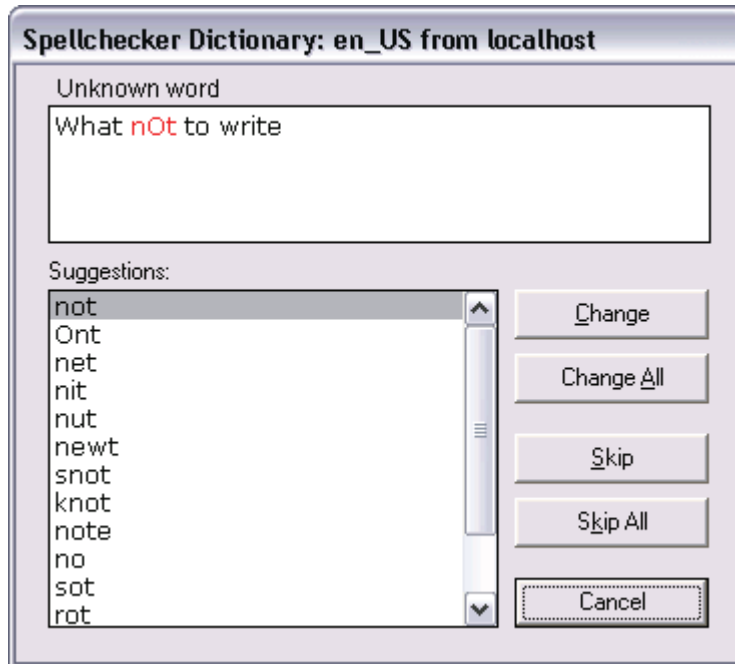 Spellchecker Dictionary: en_US from localhost
Unknown word
What nOt to write
Suggestions:
not
Ont
net
nit
nut
newt
snot
knot
note
no
sot
rot
Change
Change All
Skip
Skip All
Cancel